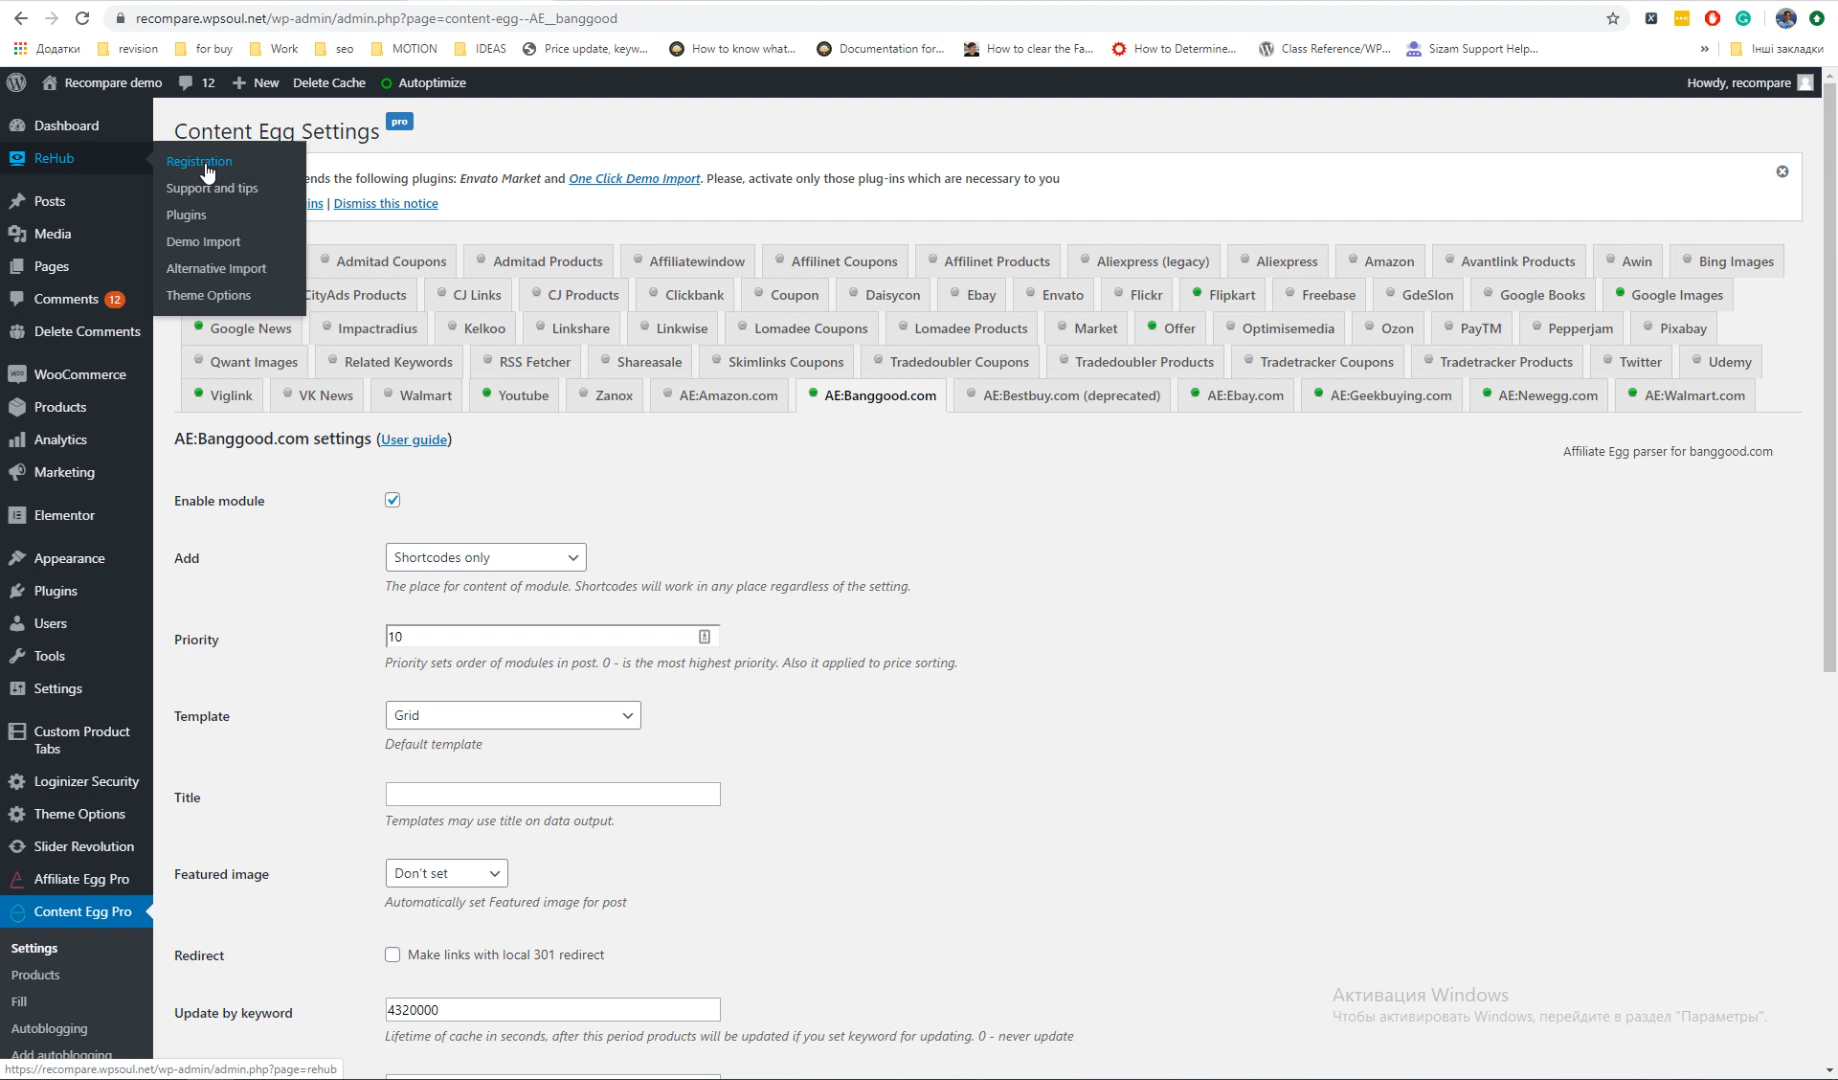 recompare.wpsoul.net/wp-admin/admin.php?page=content-egg--AE__banggood
Додатки revision for buy Work seo MOTION IDEAS Price update, keyw... How to know what... Documentation for... How to clear the Fa... How to Determine... Class Reference/WP... Sizam Support Help... » Інші закладки
Recompare demo 12 New Delete Cache Autoptimize Howdy, recompare
Dashboard
ReHub
Posts
Media
Pages
Comments 12
Delete Comments
WooCommerce
Products
Analytics
Marketing
Elementor
Appearance
Plugins
Users
Tools
Settings
Custom Product
Tabs
Loginizer Security
Theme Options
Slider Revolution
Affiliate Egg Pro
Content Egg Pro
Settings
Products
Fill
Autoblogging
Add autoblogging
Registration
Support and tips
Plugins
Demo Import
Alternative Import
Theme Options
Content Egg Settings pro
ends the following plugins: Envato Market and One Click Demo Import. Please, activate only those plug-ins which are necessary to you
ins | Dismiss this notice
Admitad Coupons Admitad Products Affiliatewindow Affilinet Coupons Affilinet Products Aliexpress (legacy) Aliexpress Amazon Avantlink Products Awin Bing Images
CityAds Products CJ Links CJ Products Clickbank Coupon Daisycon Ebay Envato Flickr Flipkart Freebase GdeSlon Google Books Google Images
Google News Impactradius Kelkoo Linkshare Linkwise Lomadee Coupons Lomadee Products Market Offer Optimisemedia Ozon PayTM Pepperjam Pixabay
Qwant Images Related Keywords RSS Fetcher Shareasale Skimlinks Coupons Tradedoubler Coupons Tradedoubler Products Tradetracker Coupons Tradetracker Products Twitter Udemy
Viglink VK News Walmart Youtube Zanox AE:Amazon.com AE:Banggood.com AE:Bestbuy.com (deprecated) AE:Ebay.com AE:Geekbuying.com AE:Newegg.com AE:Walmart.com
AE:Banggood.com settings (User guide)
Affiliate Egg parser for banggood.com
Enable module
Add Shortcodes only
The place for content of module. Shortcodes will work in any place regardless of the setting.
Priority 10
Priority sets order of modules in post. 0 - is the most highest priority. Also it applied to price sorting.
Template Grid
Default template
Title
Templates may use title on data output.
Featured image Don't set
Automatically set Featured image for post
Redirect Make links with local 301 redirect
Update by keyword 4320000
Lifetime of cache in seconds, after this period products will be updated if you set keyword for updating. 0 - never update
Активация Windows
Чтобы активировать Windows, перейдите в раздел "Параметры".
https://recompare.wpsoul.net/wp-admin/admin.php?page=rehub